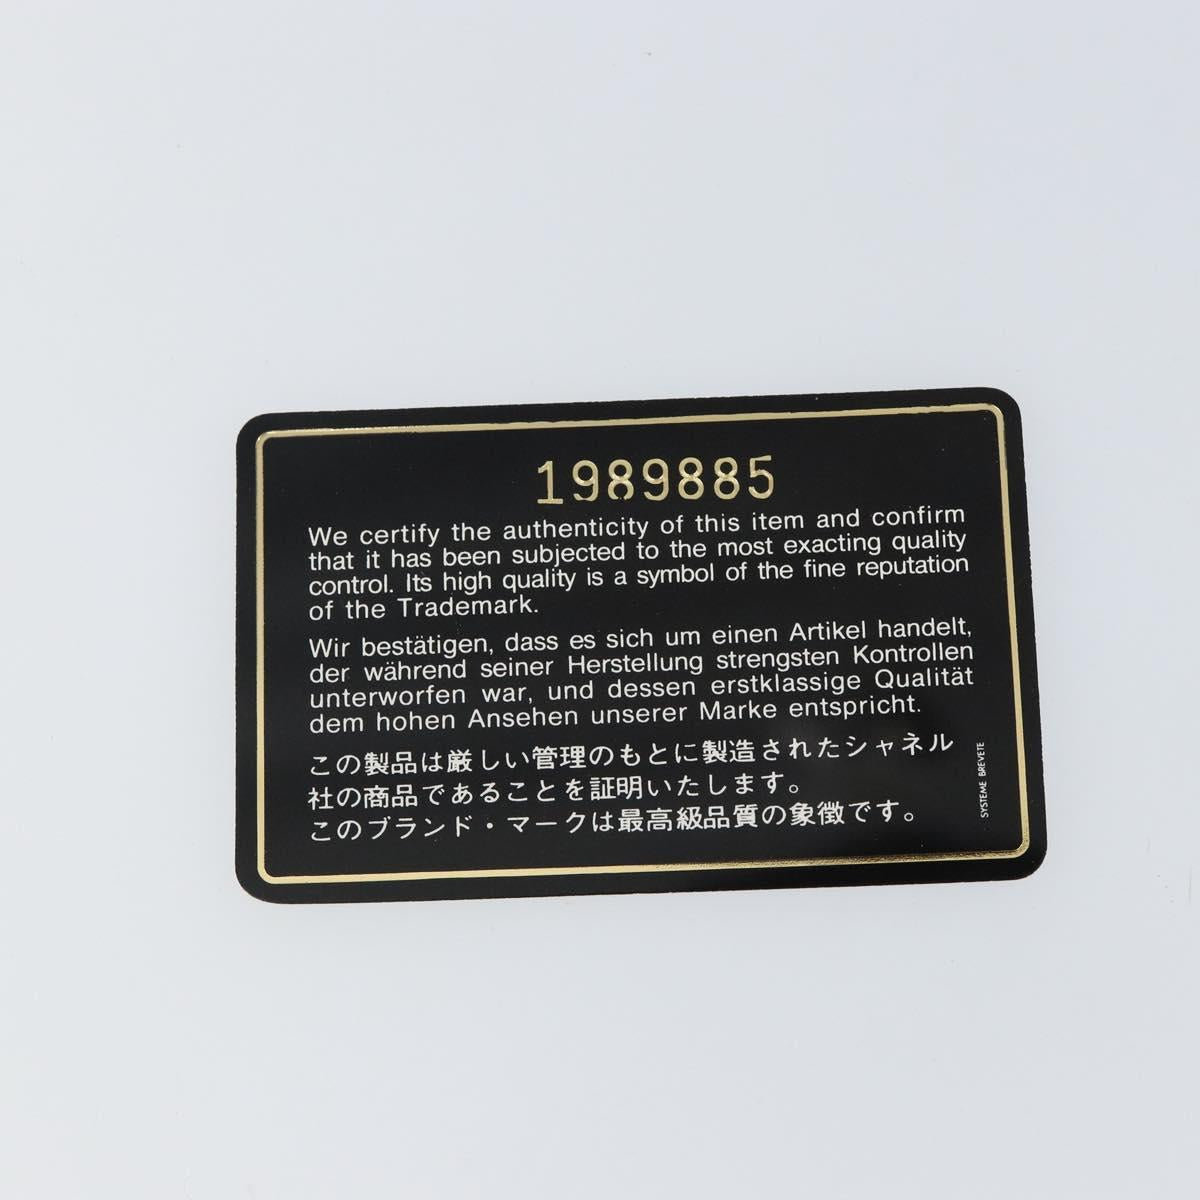 1989885
We certify the authenticity of this item and confirm
that it has been subjected to the most exacting quality
control. Its high quality is a symbol of the fine reputation
of the Trademark.
Wir bestätigen, dass es sich um einen Artikel handelt,
der während seiner Herstellung strengsten Kontrollen
unterworfen war, und dessen erstklassige Qualität
dem hohen Ansehen unserer Marke entspricht.
この製品は厳しい管理のもとに製造されたシャネル
社の商品であることを証明いたします。
このブランド・マークは最高級品質の象徴です。
SYSTEME BREVETE